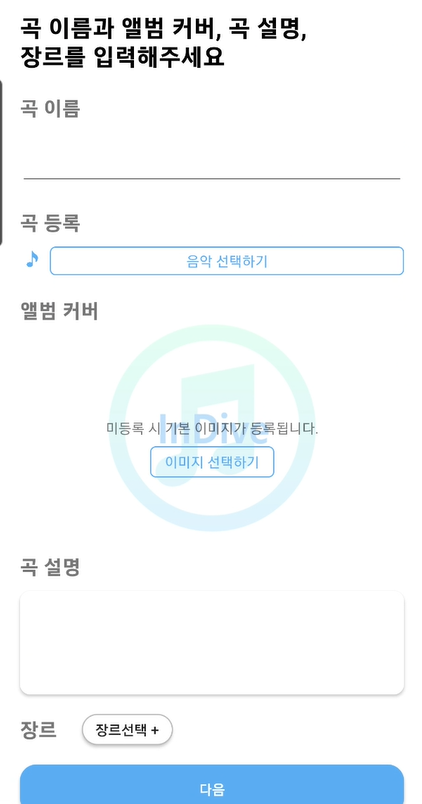 곡 이름과 앨범 커버, 곡 설명,
장르를 입력해주세요
곡 이름
곡 등록
음악 선택하기
앨범 커버
InDive
미등록 시 기본 이미지가 등록됩니다.
이미지 선택하기
곡 설명
장르
장르선택 +
다음